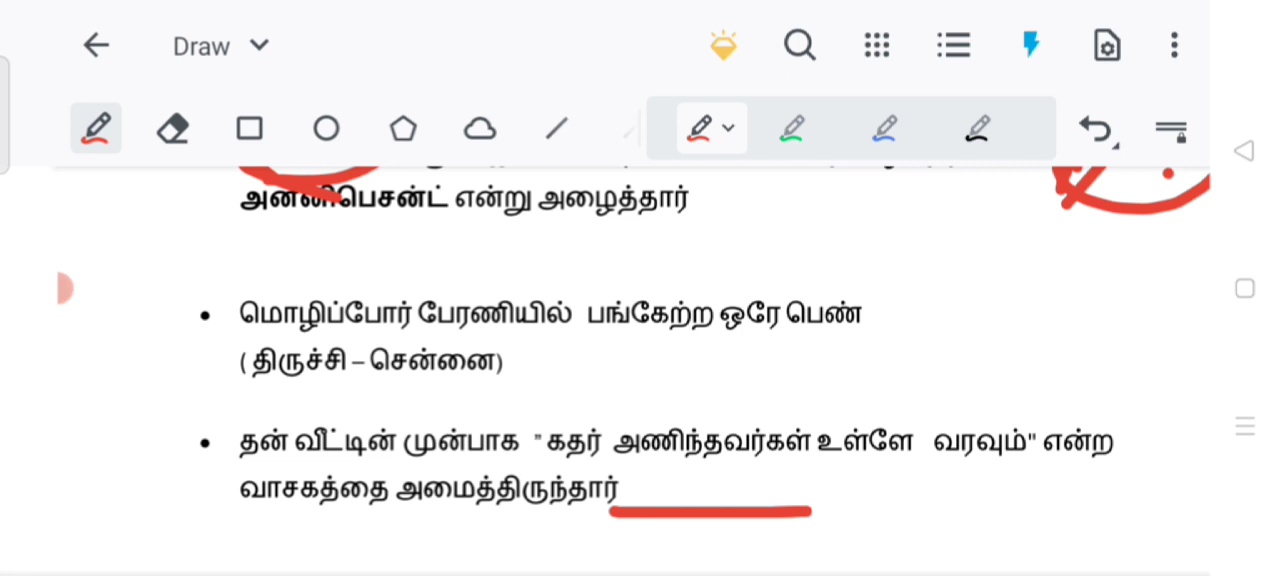 Draw
அன்னிபெசன்ட் என்று அழைத்தார்
• மொழிப்போர் பேரணியில் பங்கேற்ற ஒரே பெண்
( திருச்சி – சென்னை)
• தன் வீட்டின் முன்பாக " கதர் அணிந்தவர்கள் உள்ளே வரவும்" என்ற
வாசகத்தை அமைத்திருந்தார்